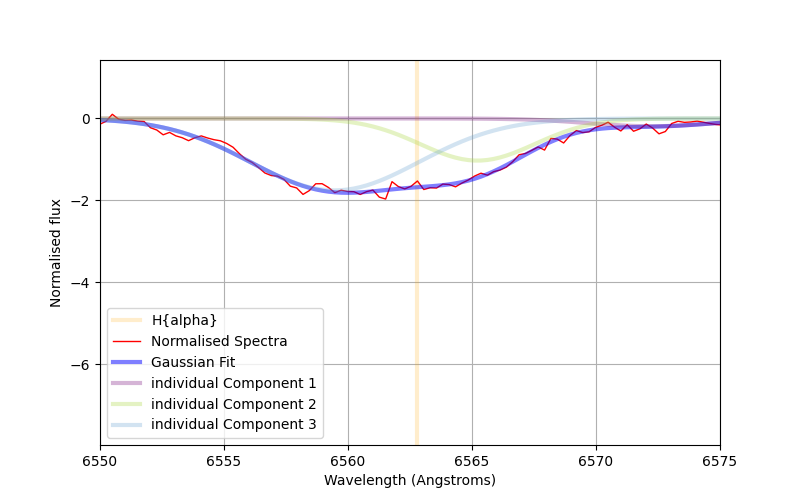 0
−2
−4
−6
Normalised flux
H{alpha}
Normalised Spectra
Gaussian Fit
individual Component 1
individual Component 2
individual Component 3
6550 6555 6560 6565 6570 6575
Wavelength (Angstroms)